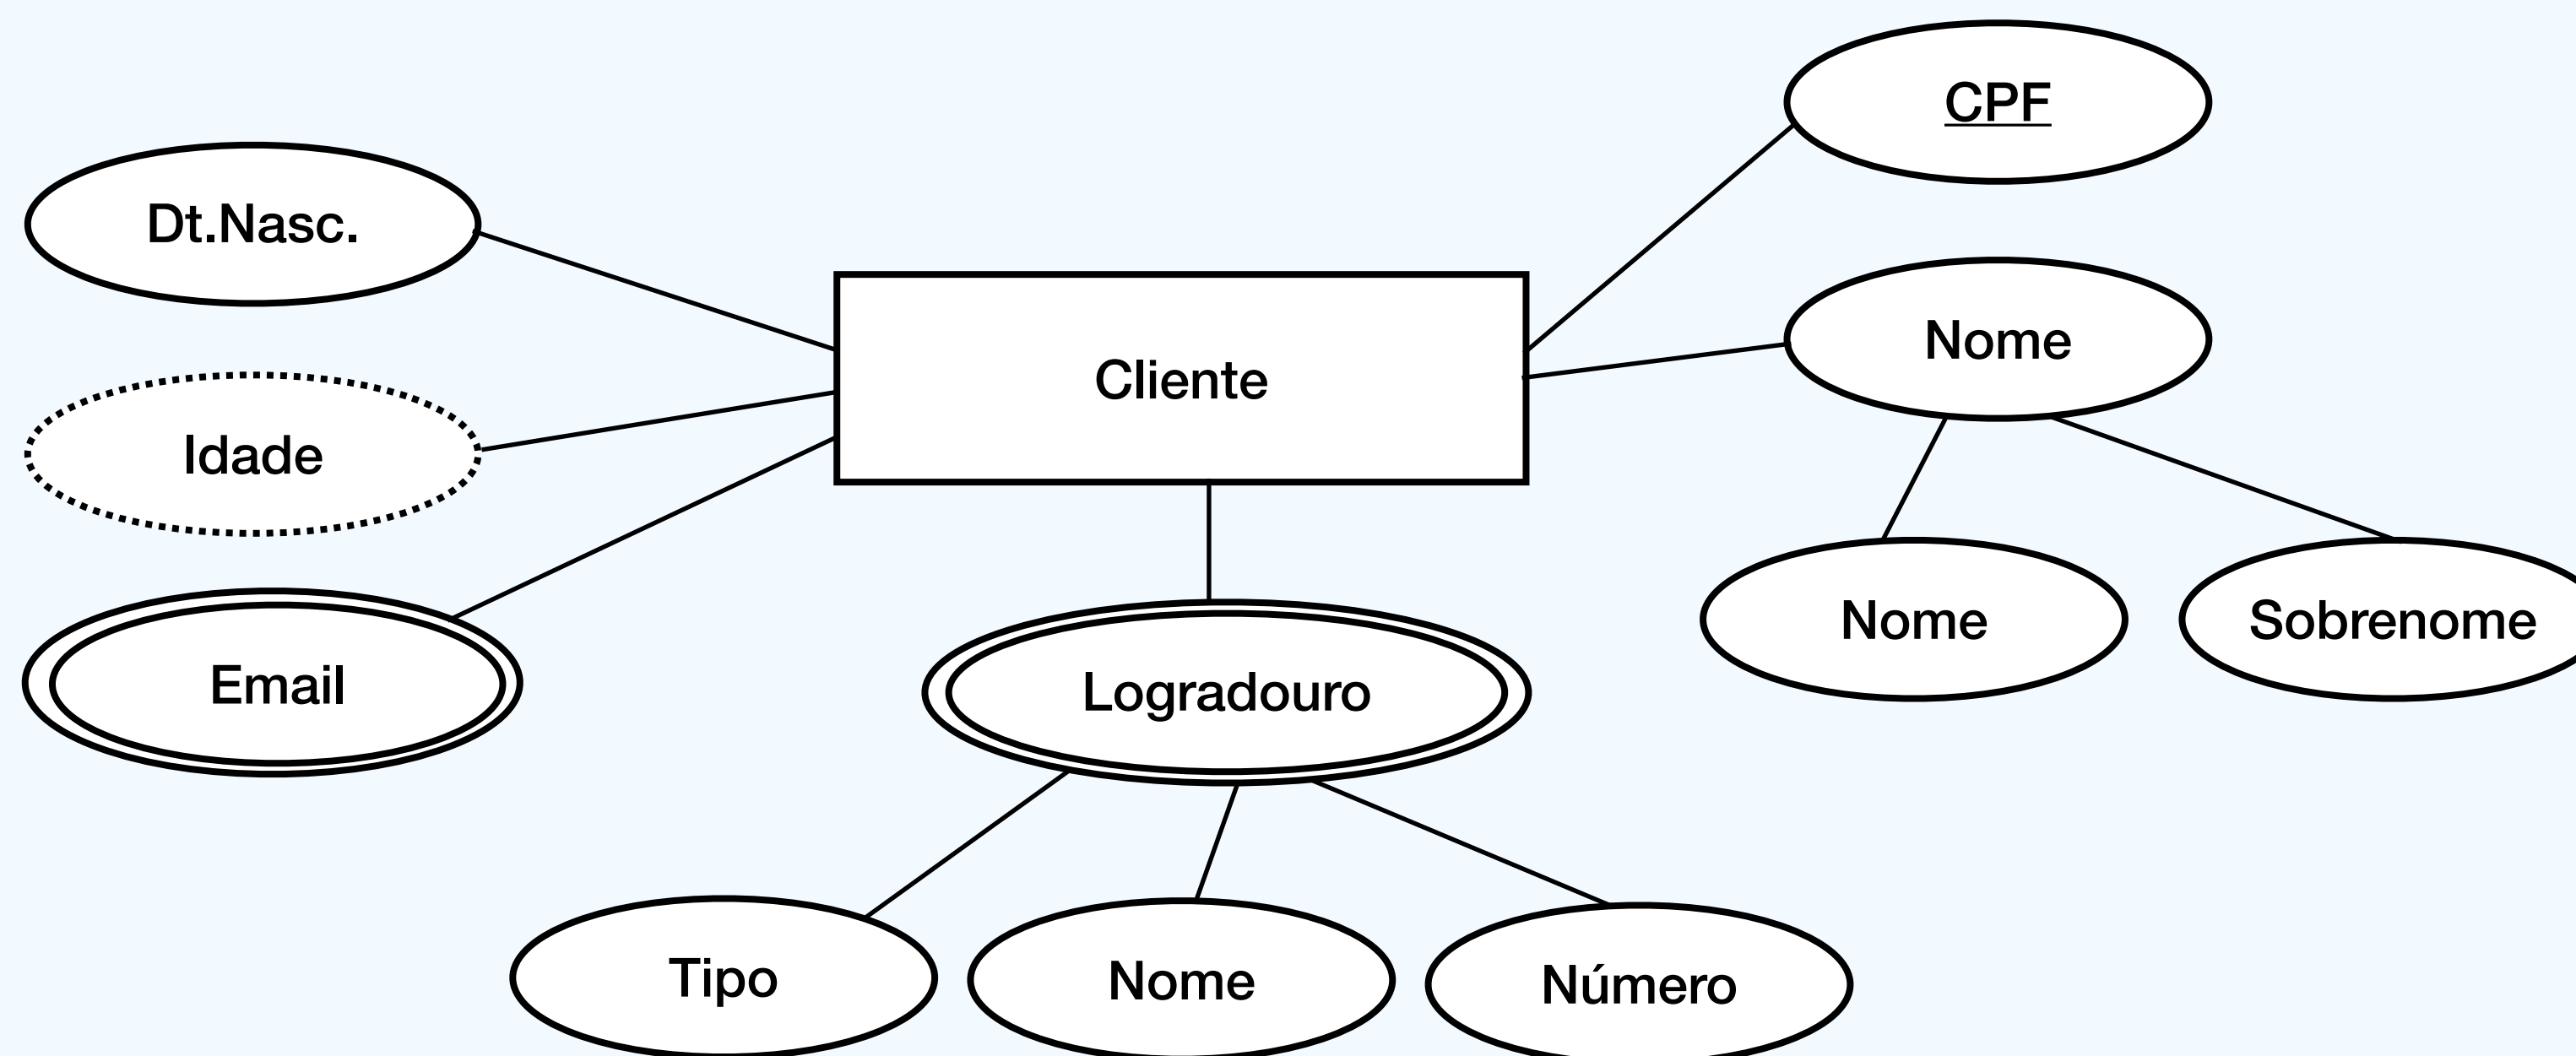 CPF
Dt.Nasc.
Nome
Cliente
Idade
Nome
Sobrenome
Email
Logradouro
Tipo
Nome
Número